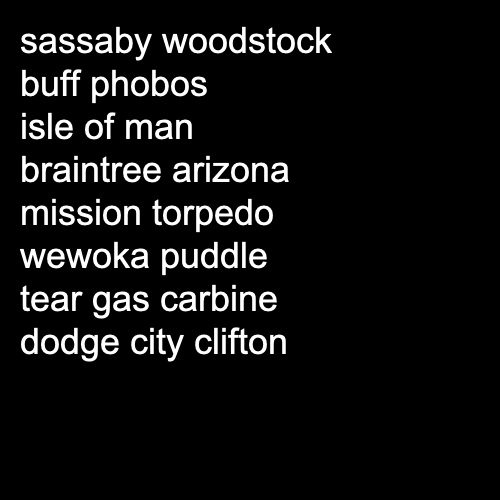 sassaby woodstock
buff phobos
isle of man
braintree arizona
mission torpedo
wewoka puddle
tear gas carbine
dodge city clifton